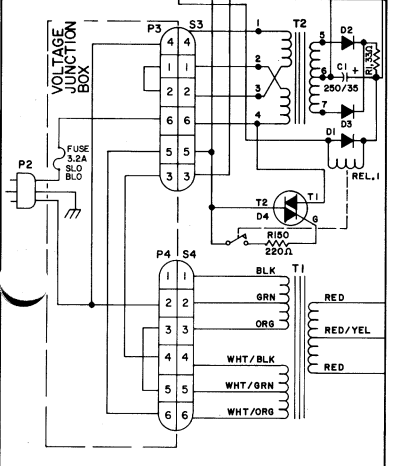 P3 S3
1
T2
D2
4 4
5
VOLTAGE JUNCTION BOX
1 1
2
6
C1 +
R1, 33Ω
2 2
250/35
3
6 6
4
7
D3
FUSE
3.2A
SLO
BLO
5 5
D1
P2
3 3
REL.1
T2
T1
D4
G
R150
220Ω
P4 S4
T1
1 1
BLK
2 2
GRN
RED
3 3
ORG
RED/YEL
4 4
WHT/BLK
RED
5 5
WHT/GRN
6 6
WHT/ORG